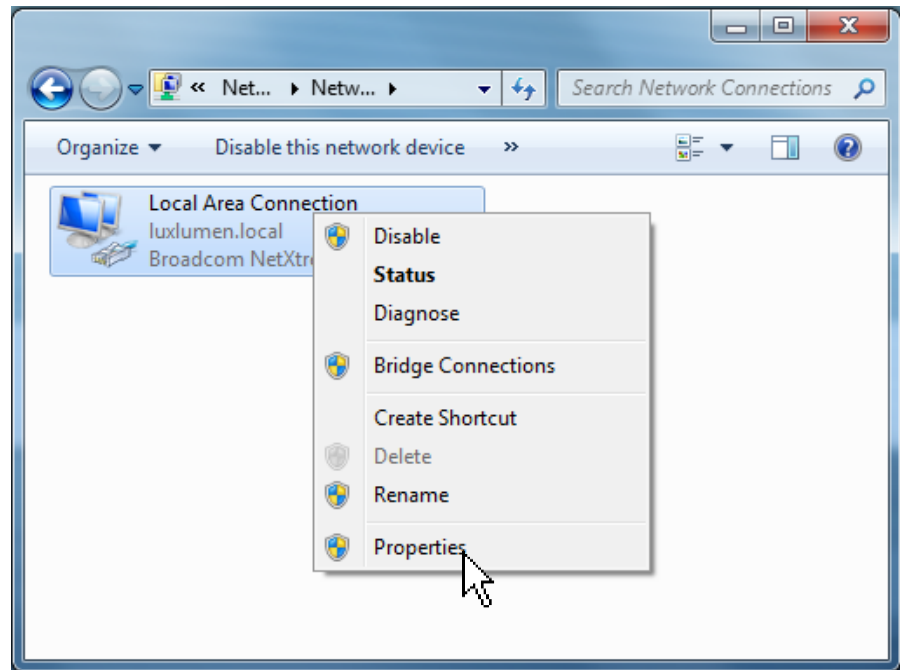 « Net... Netw...
Search Network Connections
Organize Disable this network device »
Local Area Connection
luxlumen.local
Broadcom NetXtr
Disable
Status
Diagnose
Bridge Connections
Create Shortcut
Delete
Rename
Properties